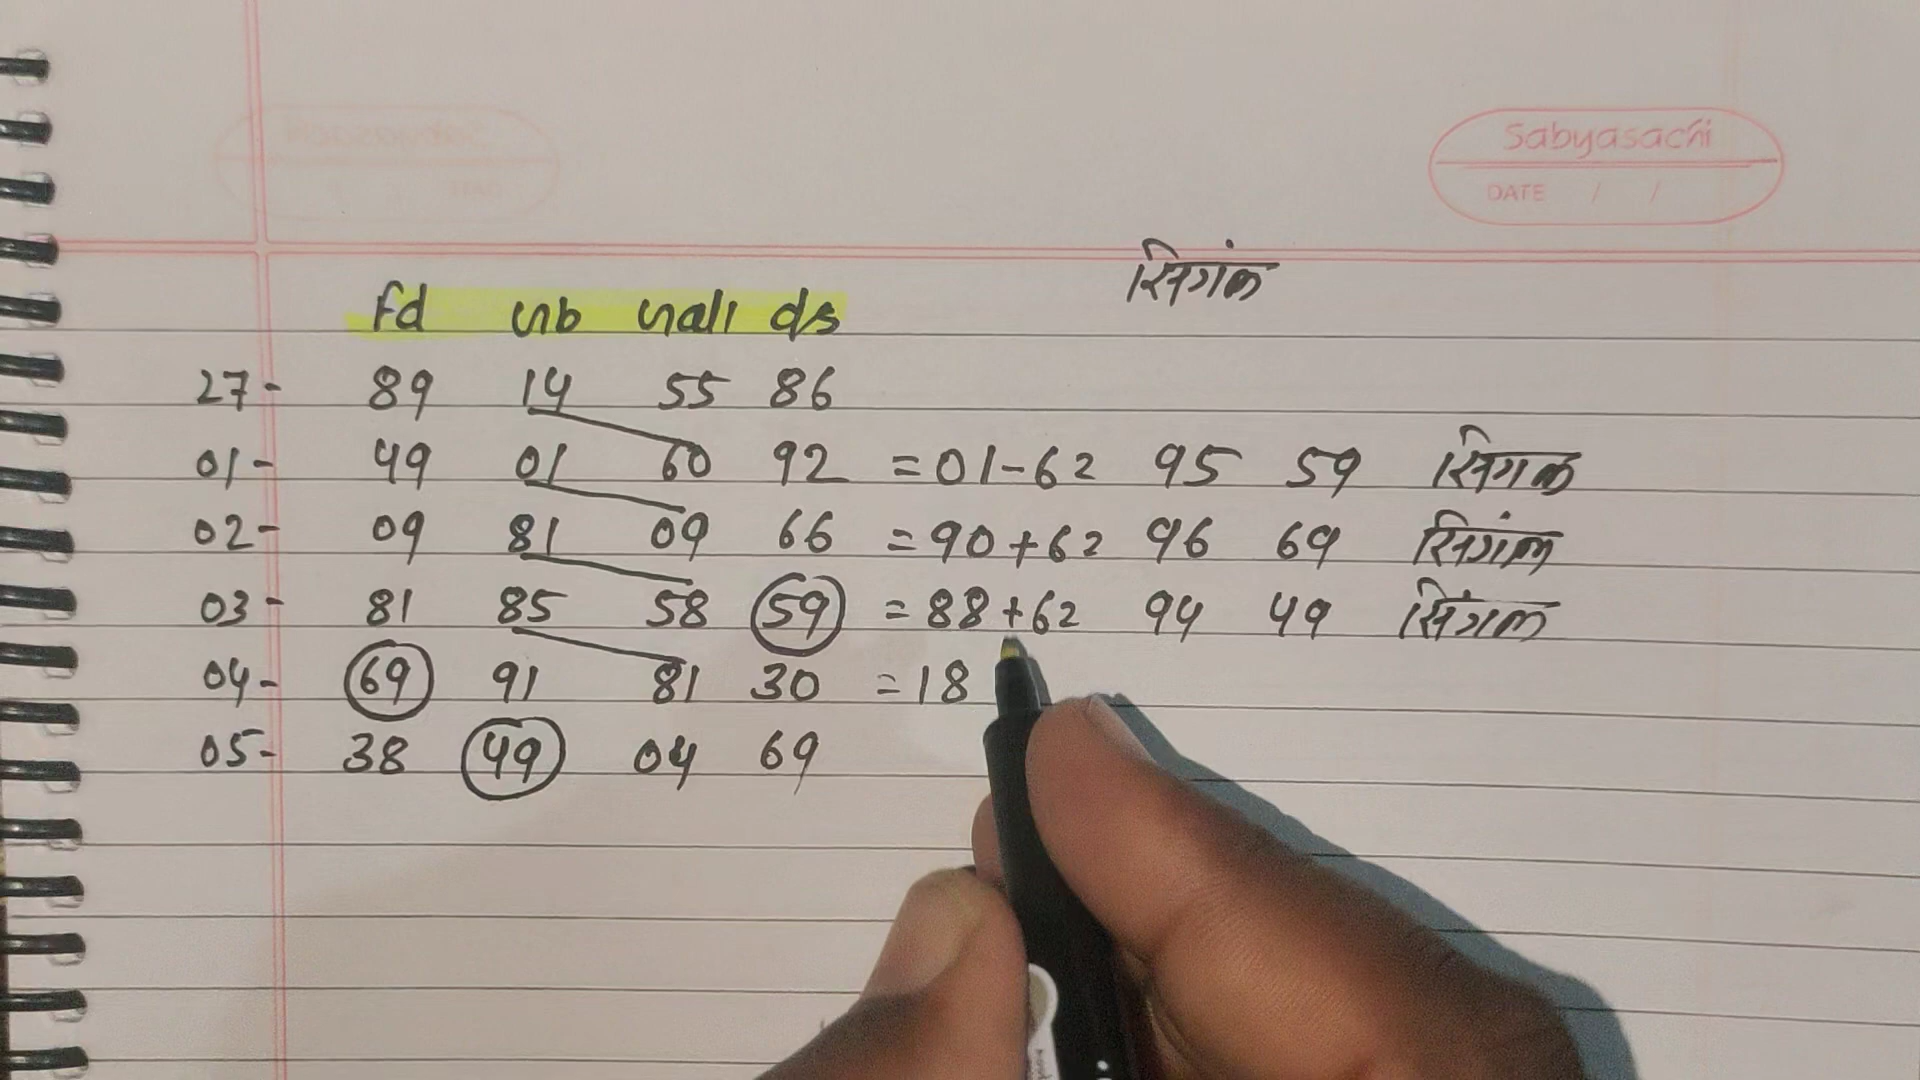 Sabyasachi
DATE / /
सिगंल
fd gb gali ds
27- 89 14 55 86
01- 49 01 60 92 =01-62 95 59 सिगल
02- 09 81 09 66 =90+62 96 69 सिगंल
03- 81 85 58 59 =88+62 94 49 सिंगल
04- 69 91 81 30 =18
05- 38 49 04 69